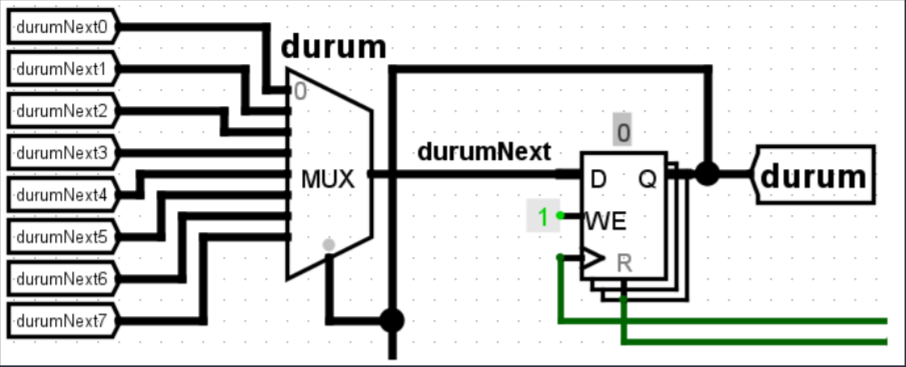 durumNext0
durumNext1
durumNext2
durumNext3
durumNext4
durumNext5
durumNext6
durumNext7
durum
0
MUX
durumNext
0
D Q
1 WE
R
durum